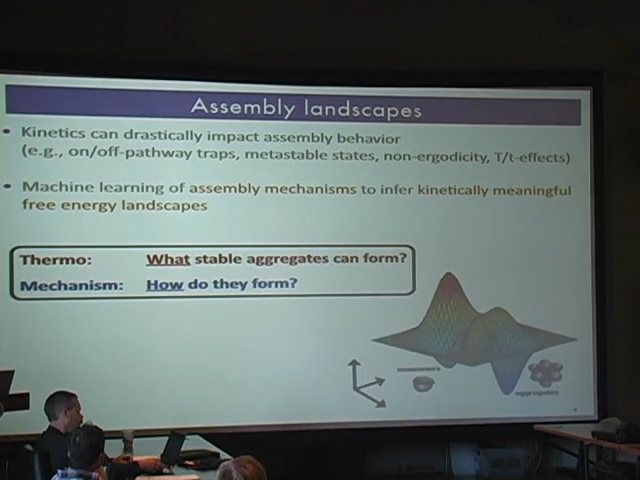 Assembly landscapes
• Kinetics can drastically impact assembly behavior
(e.g., on/off-pathway traps, metastable states, non-ergodicity, T/t-effects)
• Machine learning of assembly mechanisms to infer kinetically meaningful
free energy landscapes
Thermo: What stable aggregates can form?
Mechanism: How do they form?
monomers
aggregates